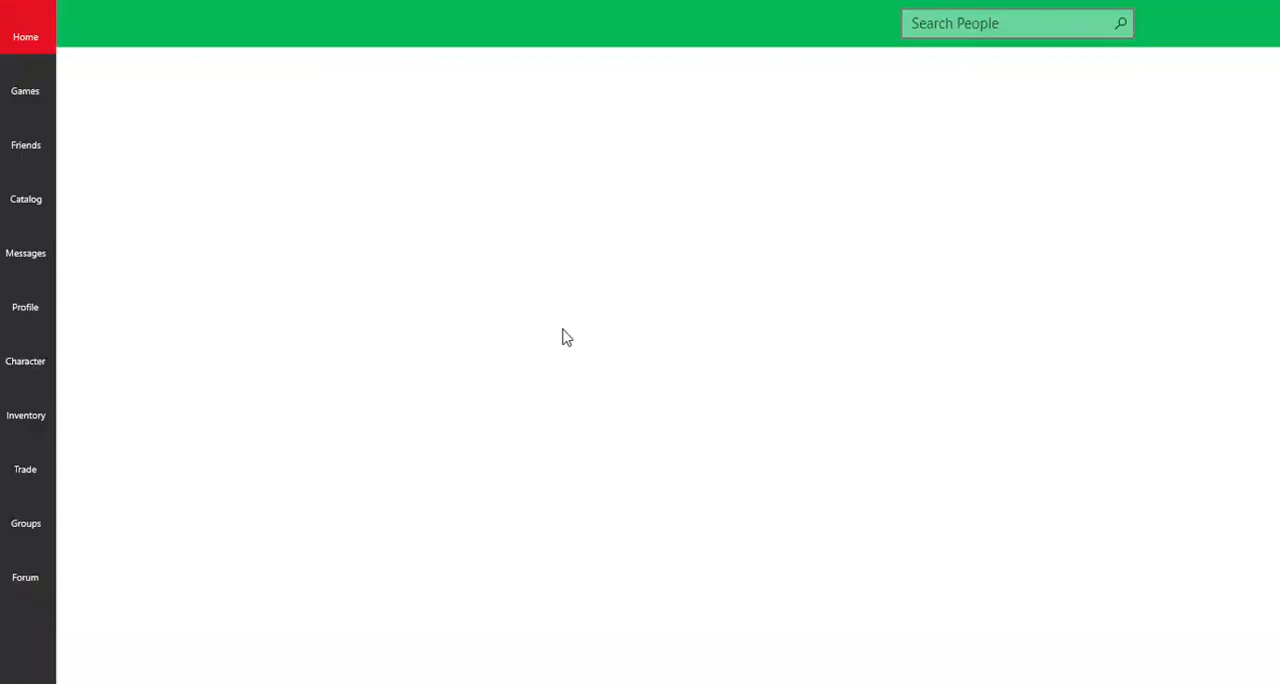 Home
Search People
Games
Friends
Catalog
Messages
Profile
Character
Inventory
Trade
Groups
Forum